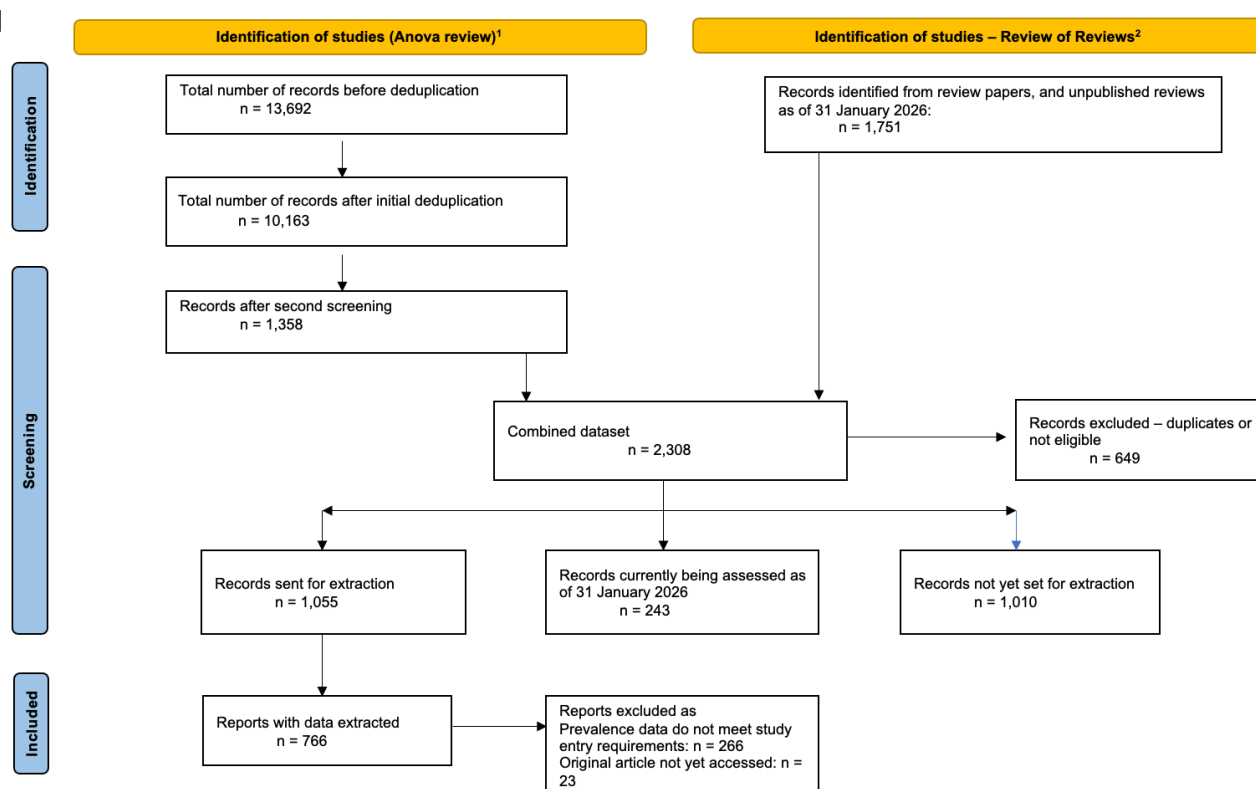 Identification of studies (Anova review)1
Identification of studies – Review of Reviews2
Identification
Total number of records before deduplication
n = 13,692
Records identified from review papers, and unpublished reviews
as of 31 January 2026:
n = 1,751
Total number of records after initial deduplication
n = 10,163
Screening
Records after second screening
n = 1,358
Combined dataset
n = 2,308
Records excluded – duplicates or
not eligible
n = 649
Records sent for extraction
n = 1,055
Records currently being assessed as
of 31 January 2026
n = 243
Records not yet set for extraction
n = 1,010
Included
Reports with data extracted
n = 766
Reports excluded as
Prevalence data do not meet study
entry requirements: n = 266
Original article not yet accessed: n =
23